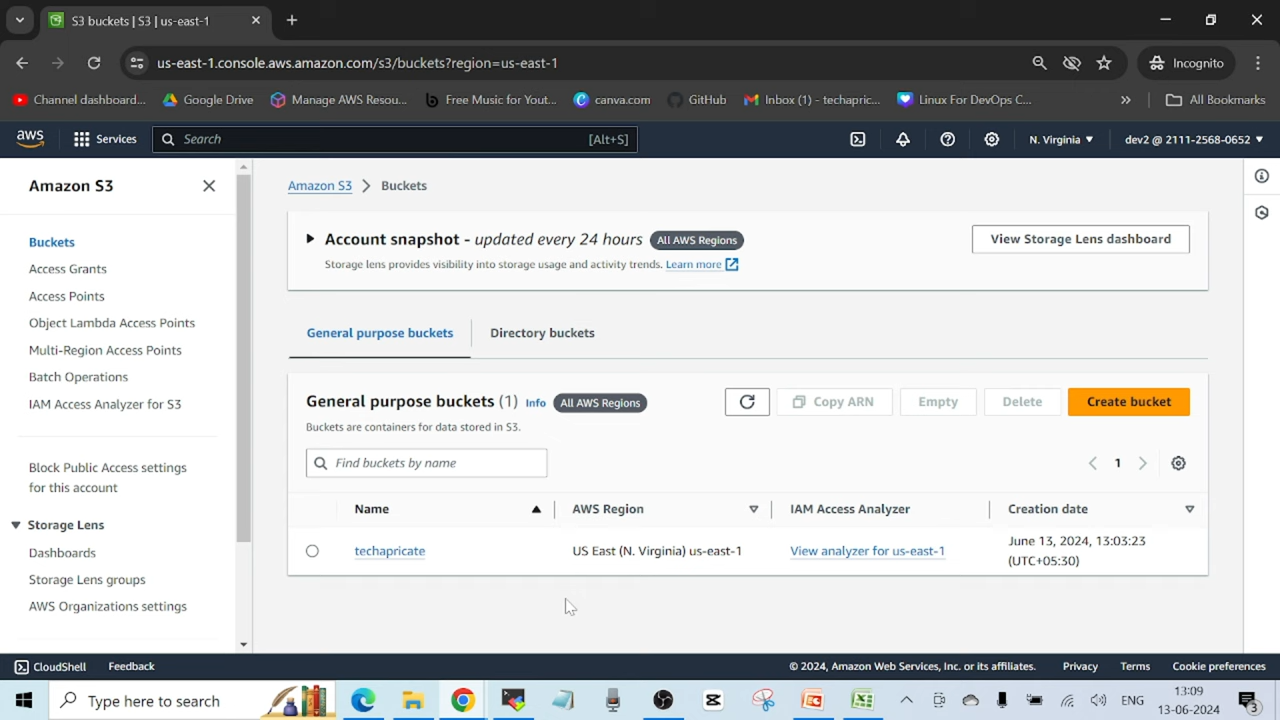 S3 buckets | S3 | us-east-1
us-east-1.console.aws.amazon.com/s3/buckets?region=us-east-1
Incognito
Channel dashboard...
Google Drive
Manage AWS Resou...
Free Music for Yout...
canva.com
GitHub
Inbox (1) - techapric...
Linux For DevOps C...
All Bookmarks
aws
Services
Search
[Alt+S]
N. Virginia
dev2 @ 2111-2568-0652
Amazon S3
Buckets
Access Grants
Access Points
Object Lambda Access Points
Multi-Region Access Points
Batch Operations
IAM Access Analyzer for S3
Block Public Access settings
for this account
Storage Lens
Dashboards
Storage Lens groups
AWS Organizations settings
Amazon S3
Buckets
Account snapshot - updated every 24 hours
All AWS Regions
View Storage Lens dashboard
Storage lens provides visibility into storage usage and activity trends. Learn more
General purpose buckets
Directory buckets
General purpose buckets (1)
Info
All AWS Regions
Copy ARN
Empty
Delete
Create bucket
Buckets are containers for data stored in S3.
Find buckets by name
1
Name
AWS Region
IAM Access Analyzer
Creation date
techapricate
US East (N. Virginia) us-east-1
View analyzer for us-east-1
June 13, 2024, 13:03:23
(UTC+05:30)
CloudShell
Feedback
© 2024, Amazon Web Services, Inc. or its affiliates.
Privacy
Terms
Cookie preferences
Type here to search
ENG
13:09
13-06-2024
3